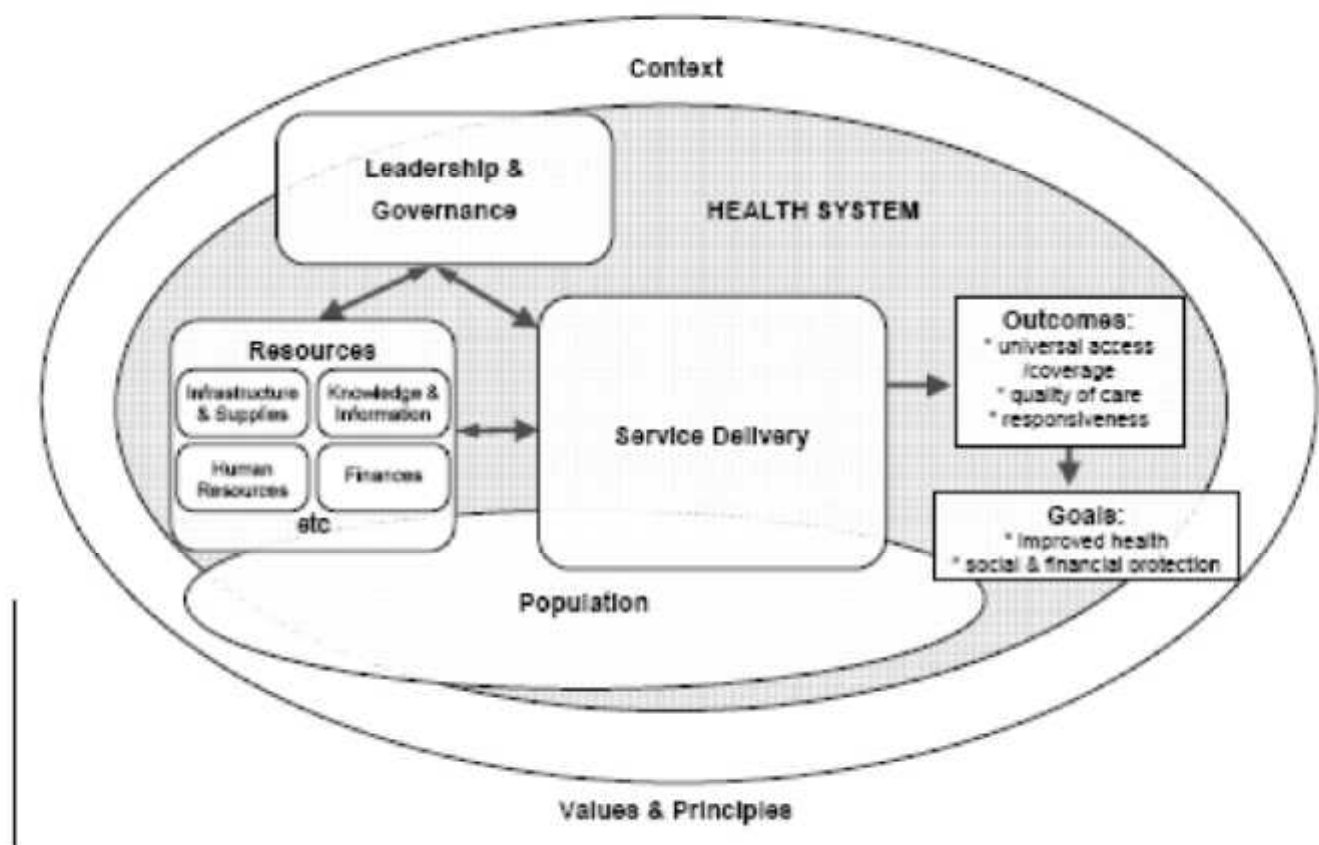 Context
Leadership &
Governance
HEALTH SYSTEM
Resources
Infrastructure
& Supplies
Knowledge &
Information
Human
Resources
Finances
etc
Service Delivery
Outcomes:
* universal access
/coverage
* quality of care
* responsiveness
Goals:
* improved health
* social & financial protection
Population
Values & Principles